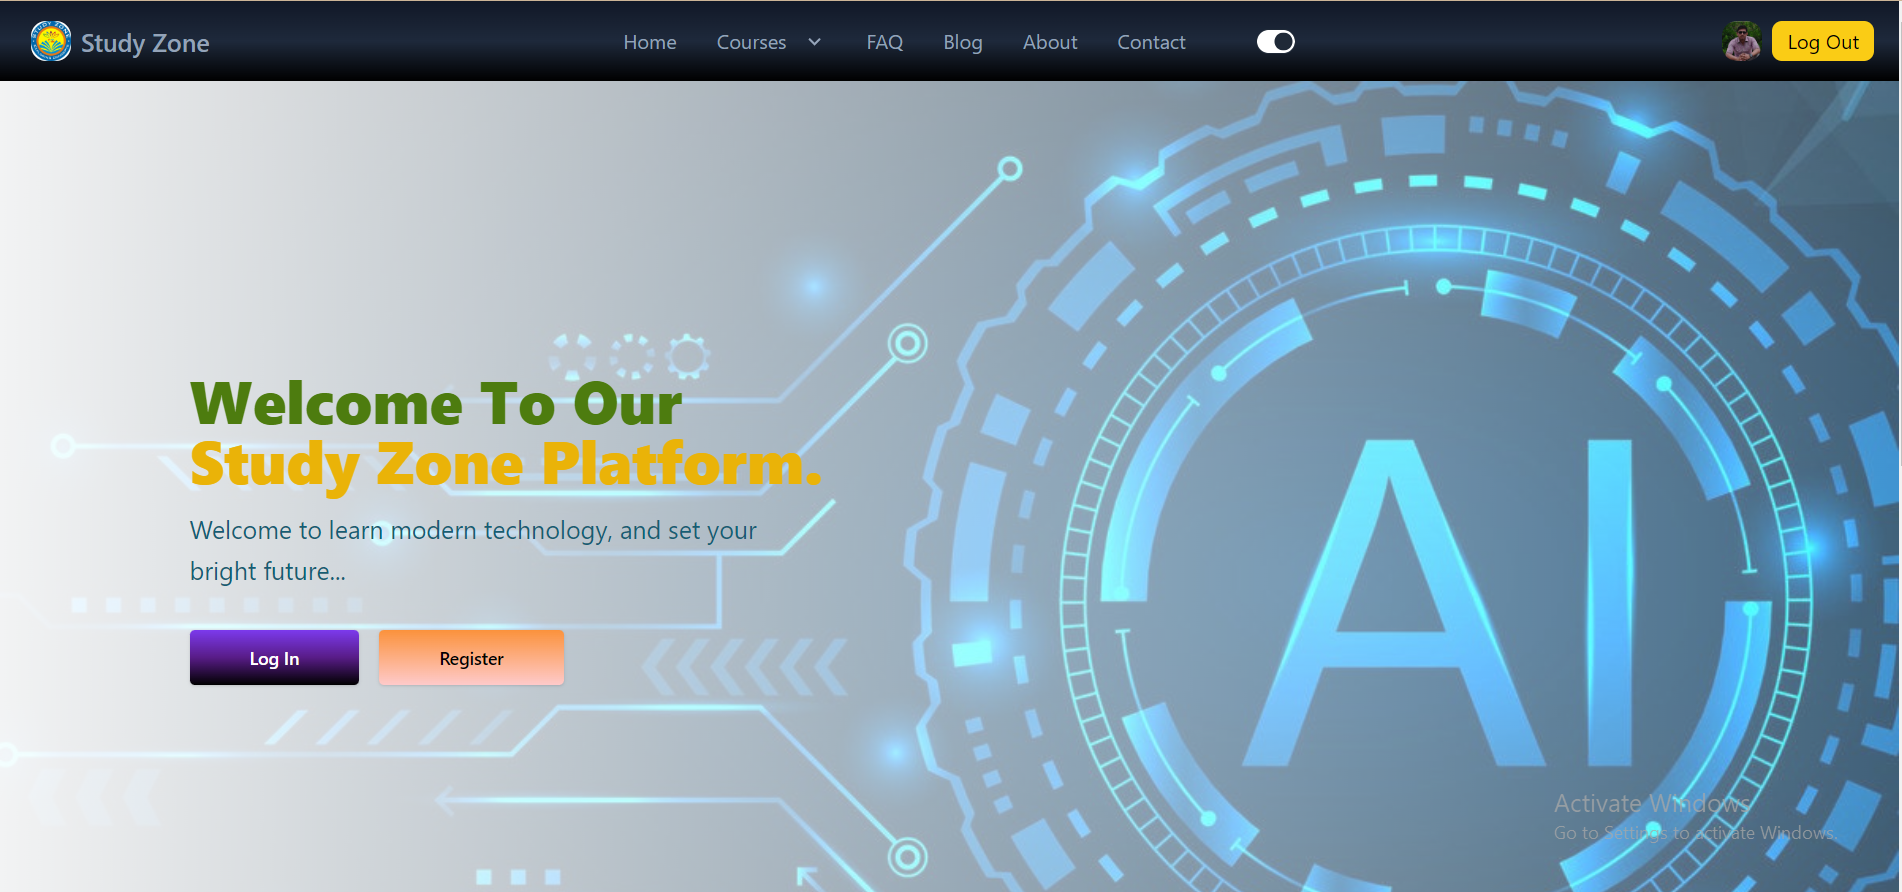 Study Zone
Home
Courses
FAQ
Blog
About
Contact
Log Out
Welcome To Our
Study Zone Platform.
Welcome to learn modern technology, and set your
bright future...
Log In
Register
AI
Activate Windows
Go to Settings to activate Windows.